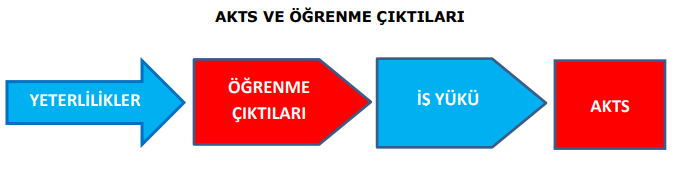 AKTS VE ÖĞRENME ÇIKTILARI
YETERLİLİKLER
ÖĞRENME
ÇIKTILARI
İŞ YÜKÜ
AKTS